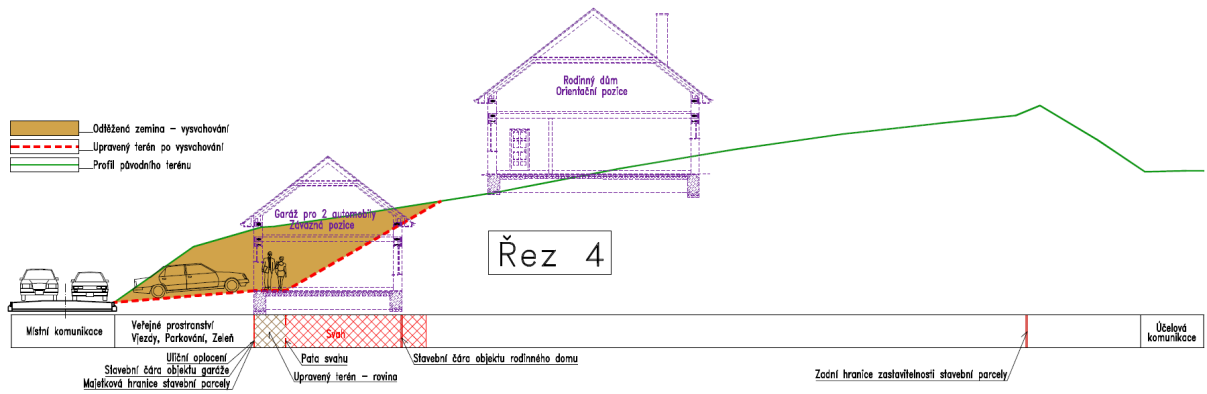 Rodinný dům
Orientační pozice
Odtěžená zemina – vysvahování
Upravený terén po vysvahování
Profil původního terénu
Garáž pro 2 automobily
Závazná pozice
Řez 4
Místní komunikace
Veřejné prostranství
Vjezdy, Parkování, Zeleň
Svah
Účelová
komunikace
Uliční oplocení
Stavební čára objektu garáže
Majetková hranice stavební parcely
Pata svahu
Upravený terén – rovina
Stavební čára objektu rodinného domu
Zadní hranice zastavitelnosti stavební parcely